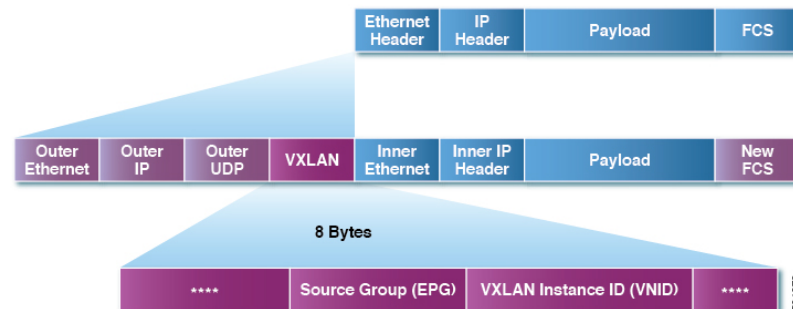 Ethernet Header
IP Header
Payload
FCS
Outer Ethernet
Outer IP
Outer UDP
VXLAN
Inner Ethernet
Inner IP Header
Payload
New FCS
8 Bytes
****
Source Group (EPG)
VXLAN Instance ID (VNID)
****